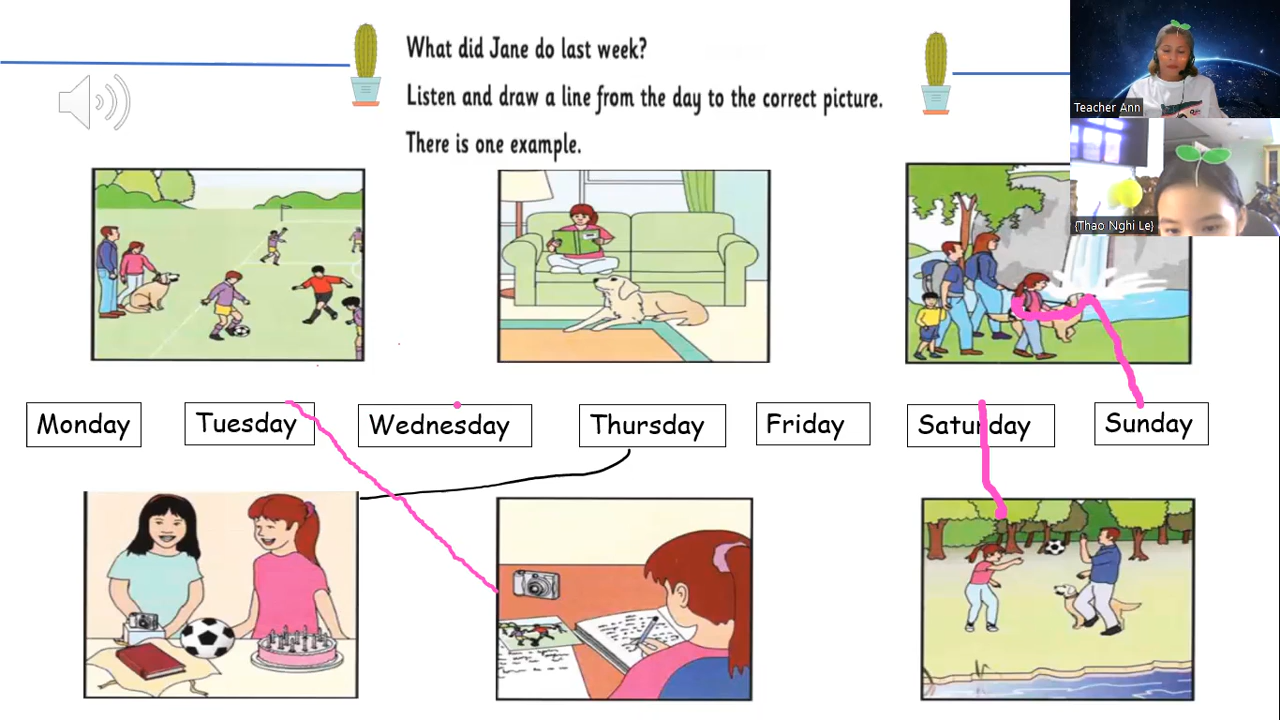 What did Jane do last week?
Listen and draw a line from the day to the correct picture.
There is one example.
Teacher Ann
{Thao Nghi Le}
Monday
Tuesday
Wednesday
Thursday
Friday
Saturday
Sunday